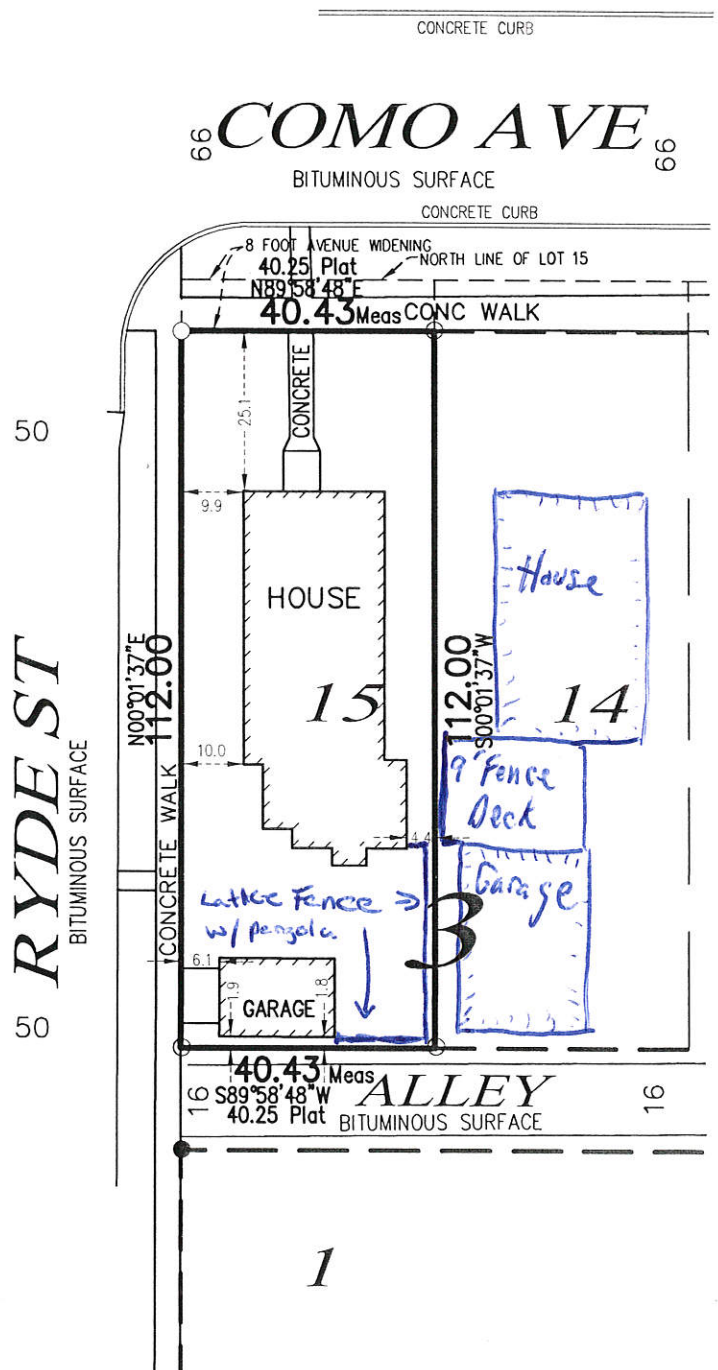 CONCRETE CURB
COMO AVE
66
66
BITUMINOUS SURFACE
CONCRETE CURB
8 FOOT AVENUE WIDENING
NORTH LINE OF LOT 15
40.25 Plat
N89°58'48"E
40.43 Meas
CONC WALK
CONCRETE
25.1
50
9.9
HOUSE
House
N00°01'37"E
112.00
15
112.00
S00°01'37"W
14
RYDE ST
BITUMINOUS SURFACE
10.0
CONCRETE WALK
9' Fence
Deck
4.4
Garage
Lattice Fence →
w/ pergola
3
6.1
1.9
GARAGE
1.8
50
40.43 Meas
S89°58'48"W
40.25 Plat
16
ALLEY
BITUMINOUS SURFACE
16
1